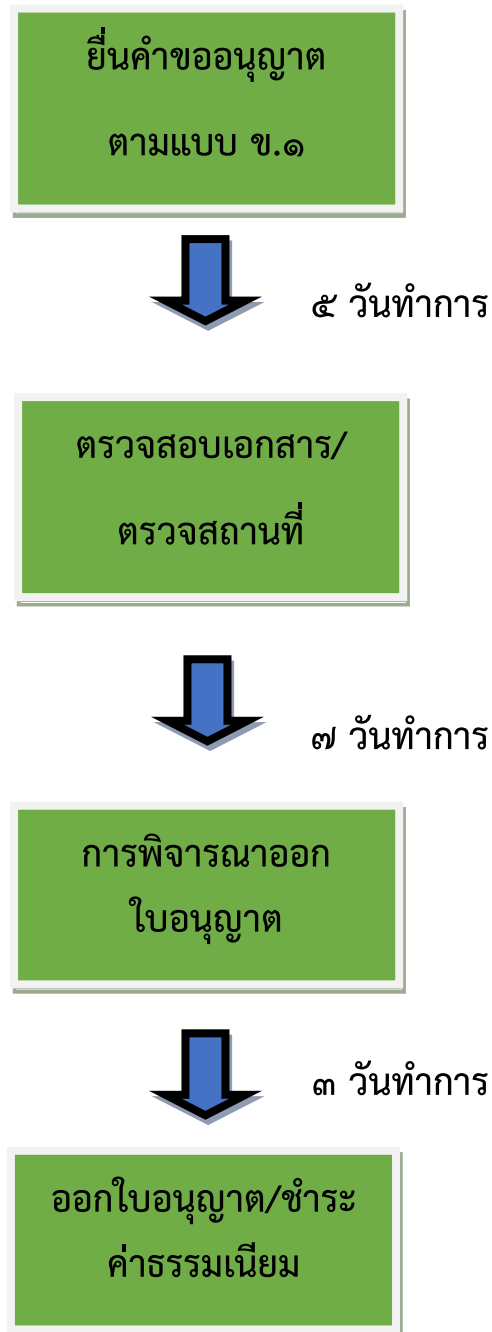 ยื่นคำขออนุญาต
ตามแบบ ข.๑
๕ วันทำการ
ตรวจสอบเอกสาร/
ตรวจสถานที่
๗ วันทำการ
การพิจารณาออก
ใบอนุญาต
๓ วันทำการ
ออกใบอนุญาต/ชำระ
ค่าธรรมเนียม